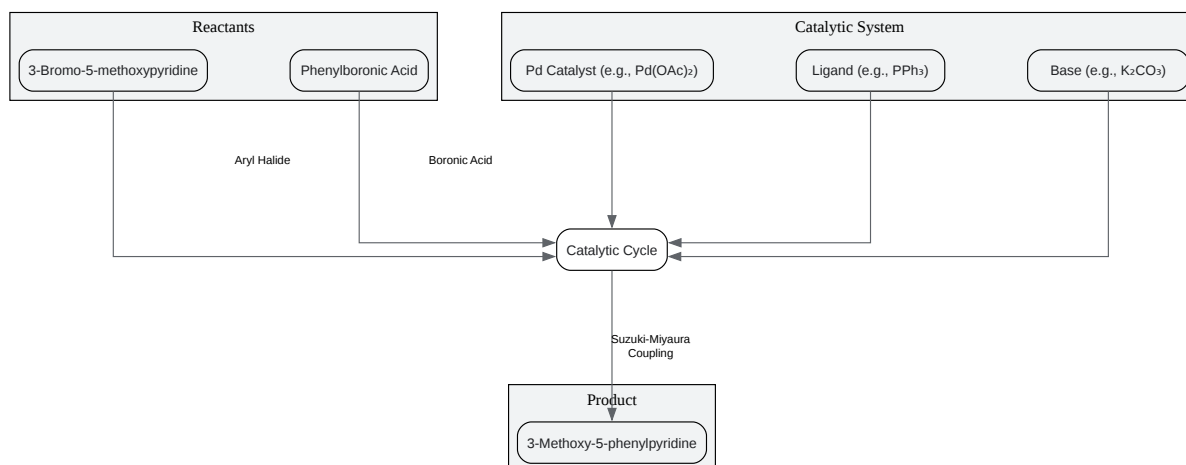 Reactants
Catalytic System
3-Bromo-5-methoxypyridine
Phenylboronic Acid
Pd Catalyst (e.g., Pd(OAc)₂)
Ligand (e.g., PPh₃)
Base (e.g., K₂CO₃)
Aryl Halide
Boronic Acid
Catalytic Cycle
Suzuki-Miyaura
Coupling
Product
3-Methoxy-5-phenylpyridine